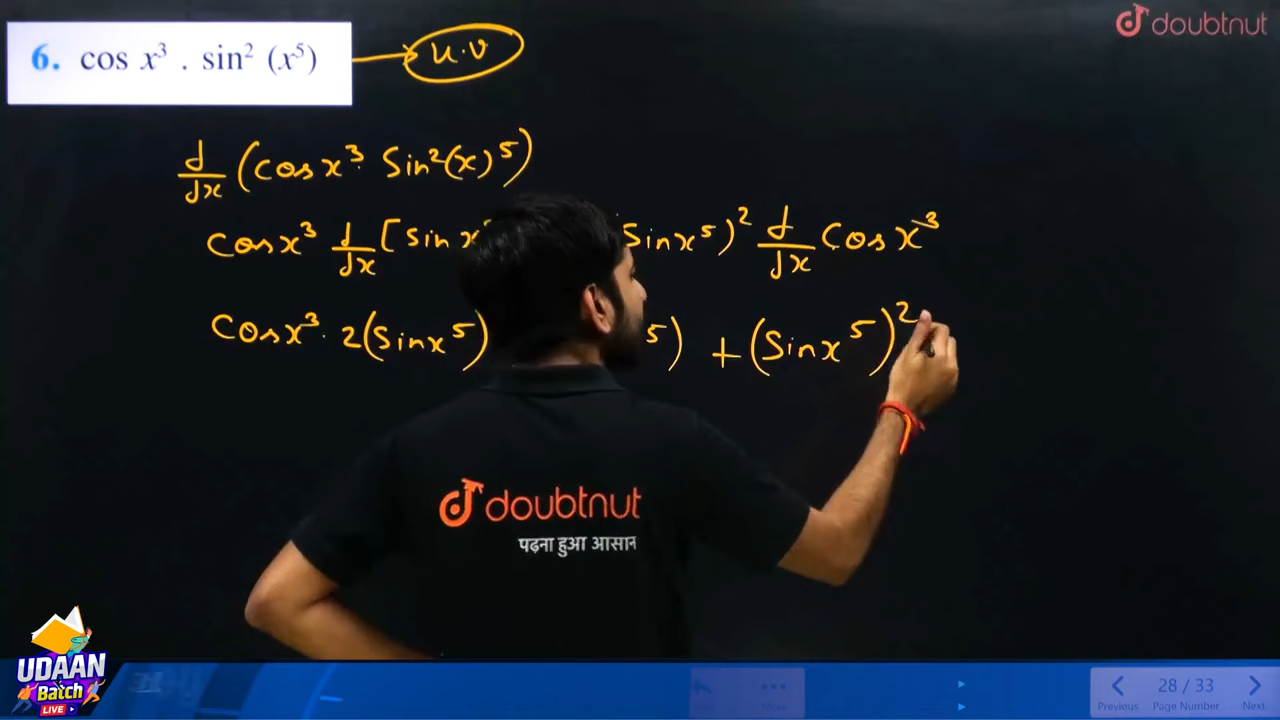 6. cos x³ . sin² (x⁵)
u.v
doubtnut
d/dx (cos x³. Sin²(x)⁵)
cos x³ d/dx [sin x⁵ Sin x⁵)² d/dx cos x³
cos x³. 2(sin x⁵) ⁵) + (Sin x⁵)²
doubtnut
पढ़ना हुआ आसान
UDAAN
Batch
LIVE
More
Previous
28 / 33
Page Number
Next